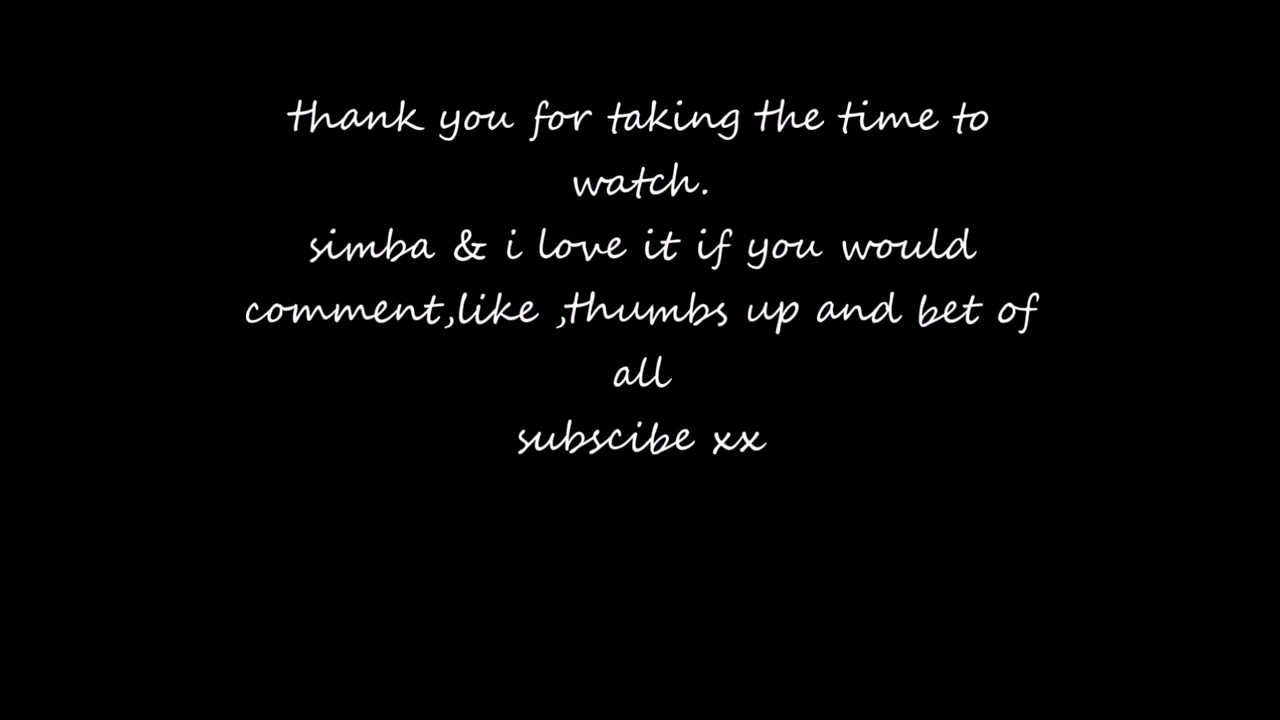 thank you for taking the time to
watch.
simba & i love it if you would
comment,like ,thumbs up and bet of
all
subscibe xx